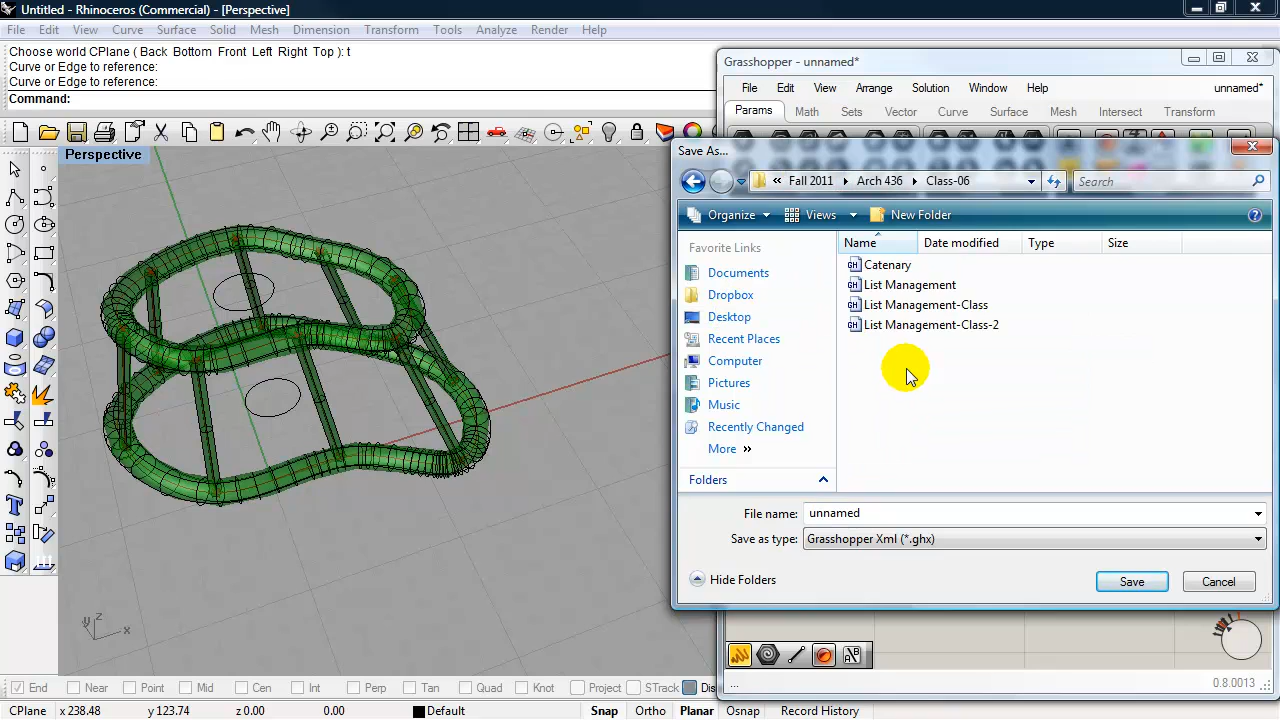 Untitled - Rhinoceros (Commercial) - [Perspective]
File Edit View Curve Surface Solid Mesh Dimension Transform Tools Analyze Render Help
Choose world CPlane ( Back Bottom Front Left Right Top ): t
Curve or Edge to reference:
Curve or Edge to reference:
Command:
Perspective
Grasshopper - unnamed*
File Edit View Arrange Solution Window Help unnamed*
Params Math Sets Vector Curve Surface Mesh Intersect Transform
Save As...
Fall 2011 Arch 436 Class-06 Search
Organize Views New Folder
Favorite Links
Documents
Dropbox
Desktop
Recent Places
Computer
Pictures
Music
Recently Changed
More »
Folders
Name Date modified Type Size
Catenary
List Management
List Management-Class
List Management-Class-2
File name: unnamed
Save as type: Grasshopper Xml (*.ghx)
Hide Folders Save Cancel
... 0.8.0013
z
y x
End Near Point Mid Cen Int Perp Tan Quad Knot Project STrack Dis
Plane x 238.48 y 123.74 z 0.00 0.00 Default Snap Ortho Planar Osnap Record History